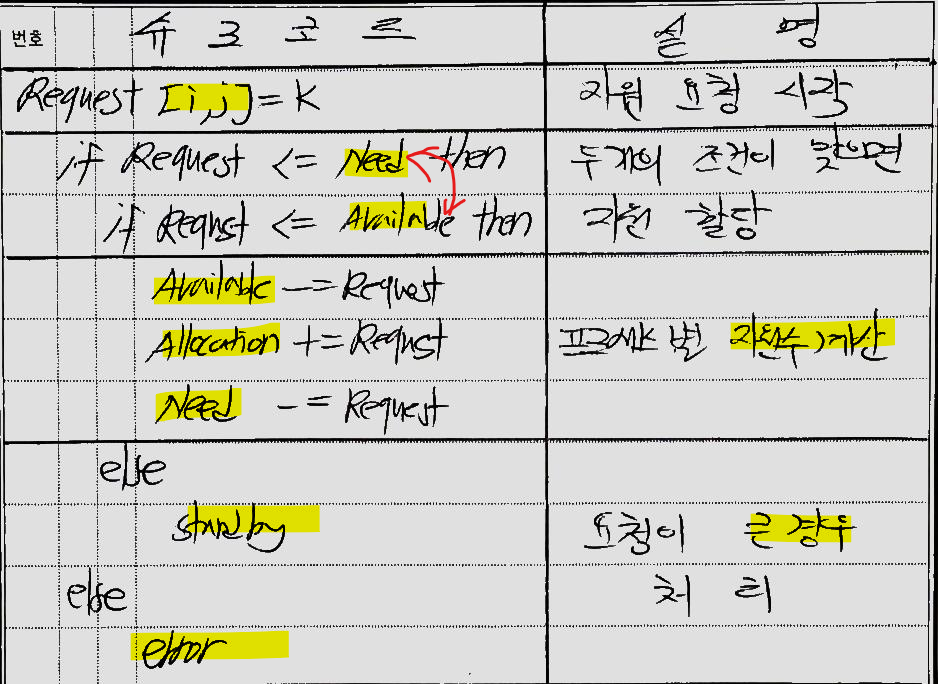 번호 슈도코드 설명
Request [i,j] = K 자원 요청 시각
if Request <= Need then 두개의 조건이 맞으면
if Request <= Available then 자원 할당
Available -= Request
Allocation += Request 프로세스 별 자원수 계산
Need -= Request
else
standby 요청이 큰 경우
else 처리
error